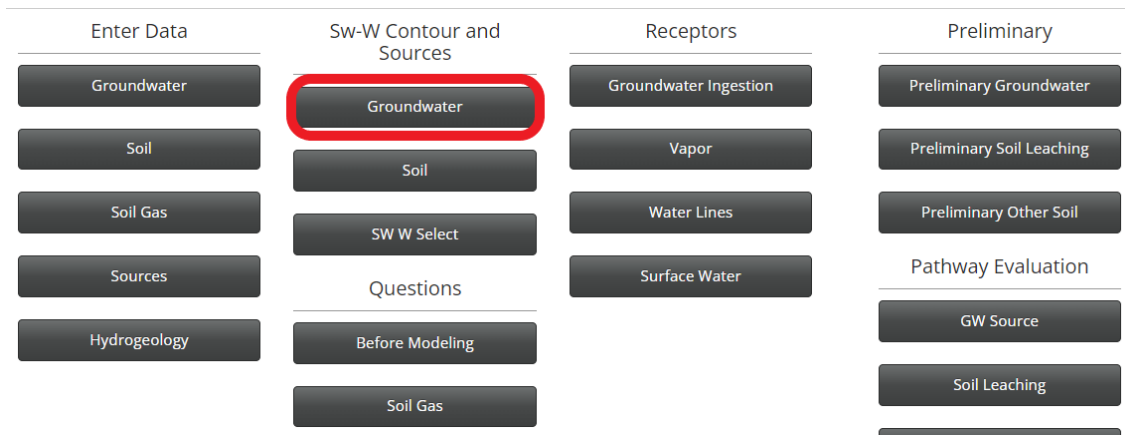 Enter Data
Groundwater
Soil
Soil Gas
Sources
Hydrogeology
Sw-W Contour and
Sources
Groundwater
Soil
SW W Select
Questions
Before Modeling
Soil Gas
Receptors
Groundwater Ingestion
Vapor
Water Lines
Surface Water
Preliminary
Preliminary Groundwater
Preliminary Soil Leaching
Preliminary Other Soil
Pathway Evaluation
GW Source
Soil Leaching